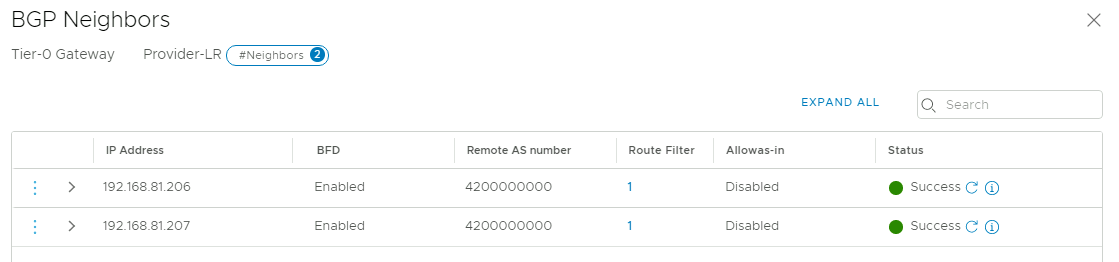 BGP Neighbors
Tier-0 Gateway Provider-LR #Neighbors 2
EXPAND ALL Search
IP Address BFD Remote AS number Route Filter Allowas-in Status
192.168.81.206 Enabled 4200000000 1 Disabled Success
192.168.81.207 Enabled 4200000000 1 Disabled Success